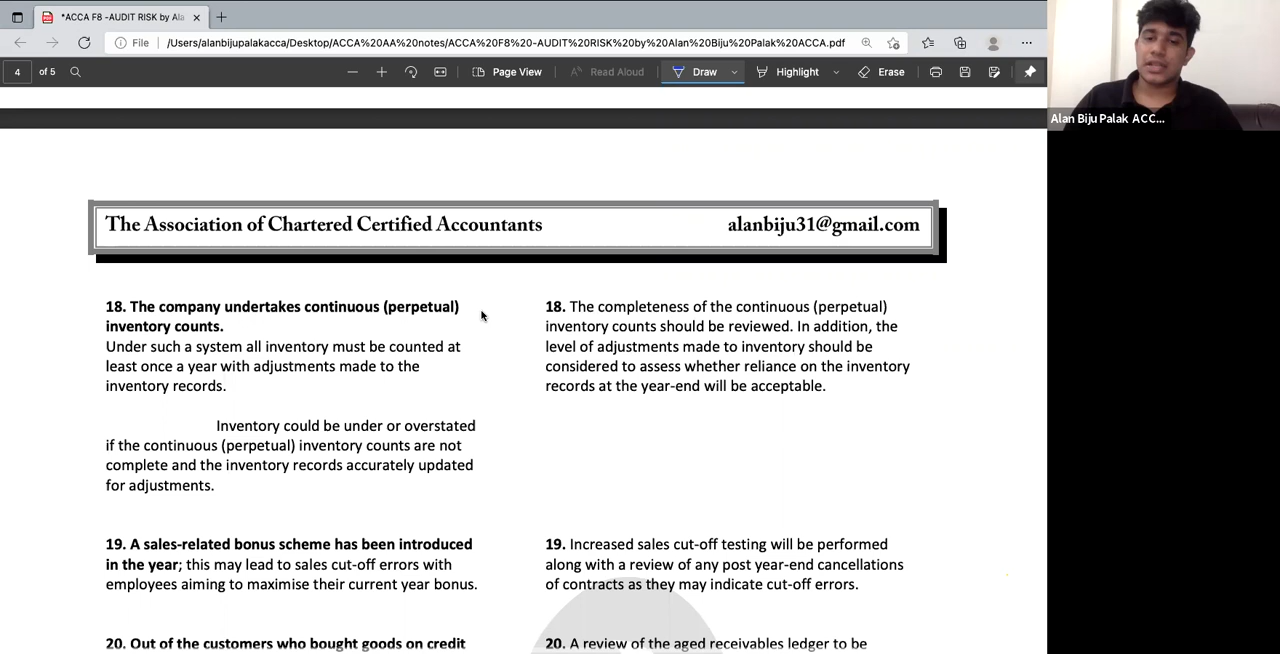 *ACCA F8 -AUDIT RISK by Ala
File
/Users/alanbijupalakacca/Desktop/ACCA%20AA%20notes/ACCA%20F8%20-AUDIT%20RISK%20by%20Alan%20Biju%20Palak%20ACCA.pdf
4 of 5
Page View
Read Aloud
Draw
Highlight
Erase
Alan Biju Palak ACC...
The Association of Chartered Certified Accountants
alanbiju31@gmail.com
18. The company undertakes continuous (perpetual)
inventory counts.
Under such a system all inventory must be counted at
least once a year with adjustments made to the
inventory records.
Inventory could be under or overstated
if the continuous (perpetual) inventory counts are not
complete and the inventory records accurately updated
for adjustments.
18. The completeness of the continuous (perpetual)
inventory counts should be reviewed. In addition, the
level of adjustments made to inventory should be
considered to assess whether reliance on the inventory
records at the year-end will be acceptable.
19. A sales-related bonus scheme has been introduced
in the year; this may lead to sales cut-off errors with
employees aiming to maximise their current year bonus.
19. Increased sales cut-off testing will be performed
along with a review of any post year-end cancellations
of contracts as they may indicate cut-off errors.
20. Out of the customers who bought goods on credit
20. A review of the aged receivables ledger to be